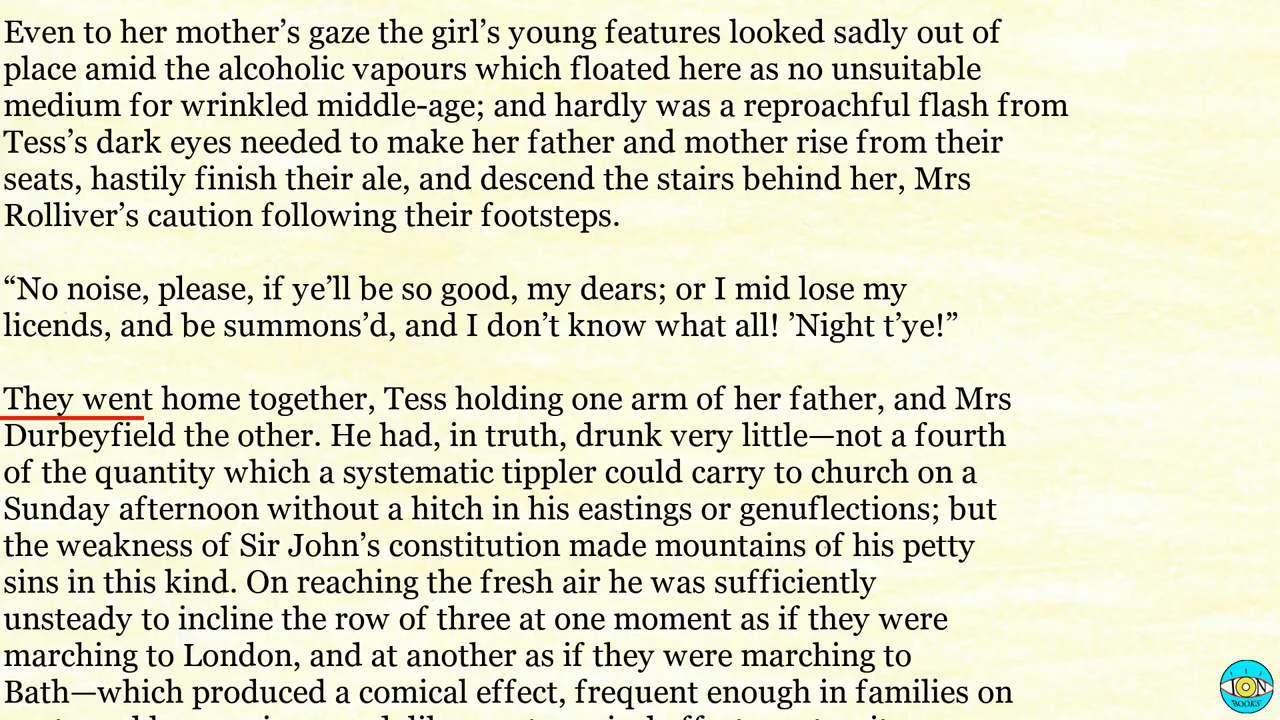 Even to her mother’s gaze the girl’s young features looked sadly out of
place amid the alcoholic vapours which floated here as no unsuitable
medium for wrinkled middle-age; and hardly was a reproachful flash from
Tess’s dark eyes needed to make her father and mother rise from their
seats, hastily finish their ale, and descend the stairs behind her, Mrs
Rolliver’s caution following their footsteps.
“No noise, please, if ye’ll be so good, my dears; or I mid lose my
licends, and be summons’d, and I don’t know what all! ’Night t’ye!”
They went home together, Tess holding one arm of her father, and Mrs
Durbeyfield the other. He had, in truth, drunk very little—not a fourth
of the quantity which a systematic tippler could carry to church on a
Sunday afternoon without a hitch in his eastings or genuflections; but
the weakness of Sir John’s constitution made mountains of his petty
sins in this kind. On reaching the fresh air he was sufficiently
unsteady to incline the row of three at one moment as if they were
marching to London, and at another as if they were marching to
Bath—which produced a comical effect, frequent enough in families on
ION
BOOKS